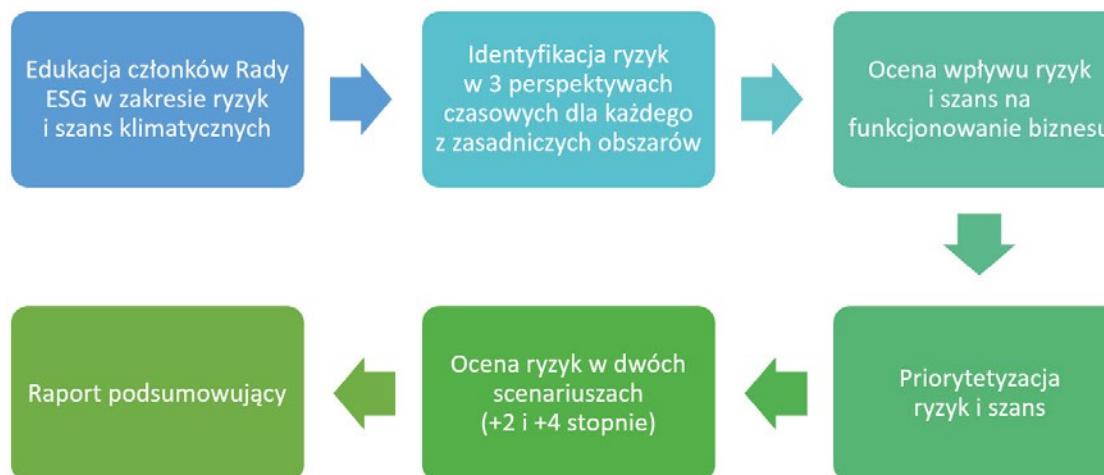 Edukacja członków Rady
ESG w zakresie ryzyk
i szans klimatycznych
Identyfikacja ryzyk
w 3 perspektywach
czasowych dla każdego
z zasadniczych obszarów
Ocena wpływu ryzyk
i szans na
funkcjonowanie biznesu
Priorytetyzacja
ryzyk i szans
Ocena ryzyk w dwóch
scenariuszach
(+2 i +4 stopnie)
Raport podsumowujący